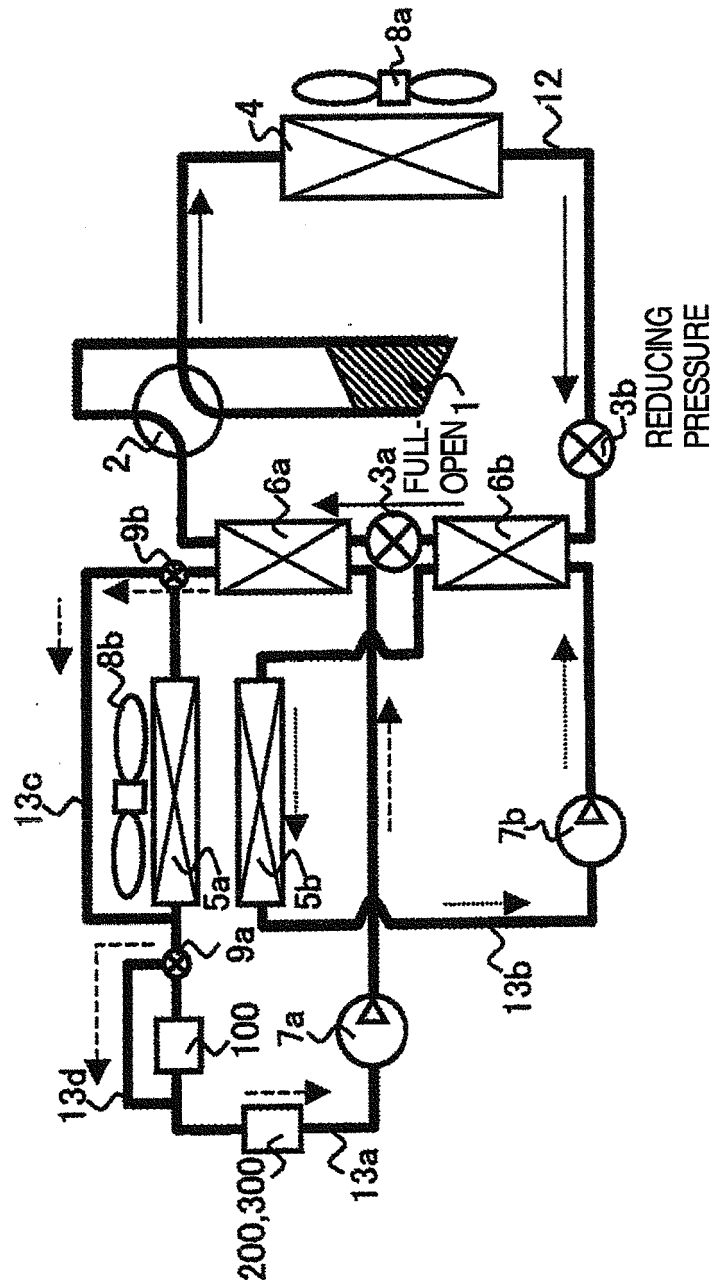 8a
4
12
2
1
FULL-
OPEN
3a
3b
REDUCING
PRESSURE
6a
6b
9b
8b
13c
5a
5b
7b
9a
13b
100
7a
13d
13a
200,300